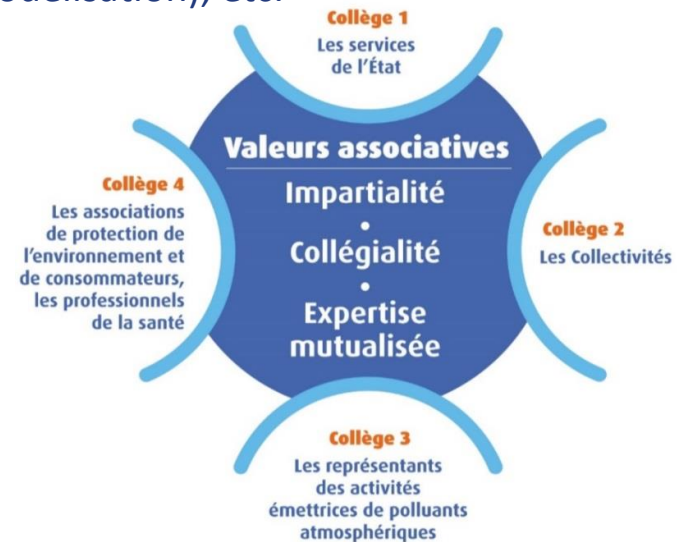 Collège 1
Les services
de l'État
Valeurs associatives
Impartialité
•
Collégialité
•
Expertise
mutualisée
Collège 4
Les associations
de protection de
l'environnement et
de consommateurs,
les professionnels
de la santé
Collège 2
Les Collectivités
Collège 3
Les représentants
des activités
émettrices de polluants
atmosphériques